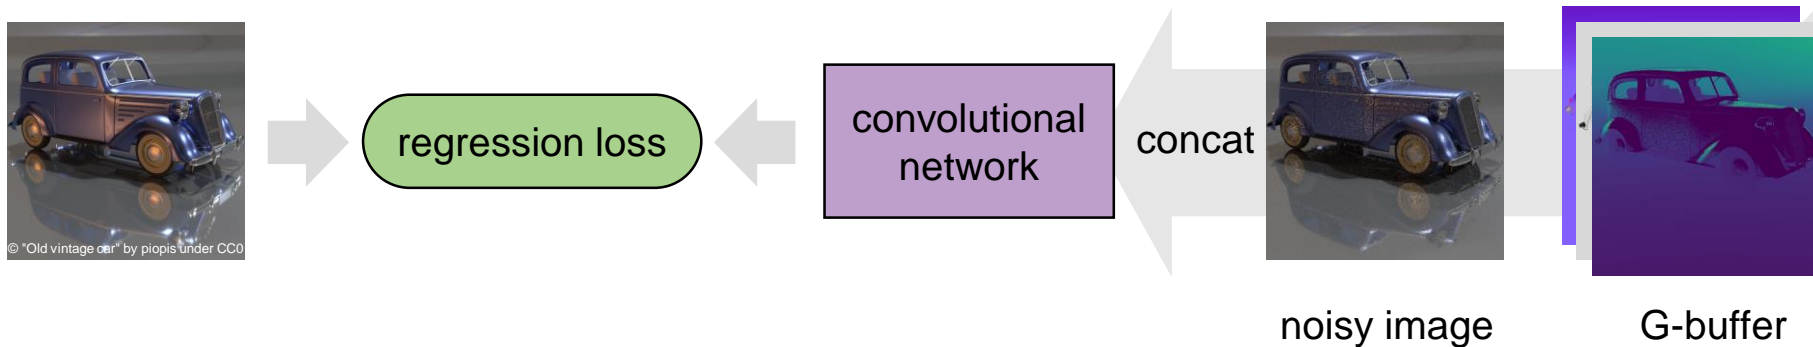 © "Old vintage car" by piopis under CC0
regression loss
convolutional
network
concat
noisy image
G-buffer